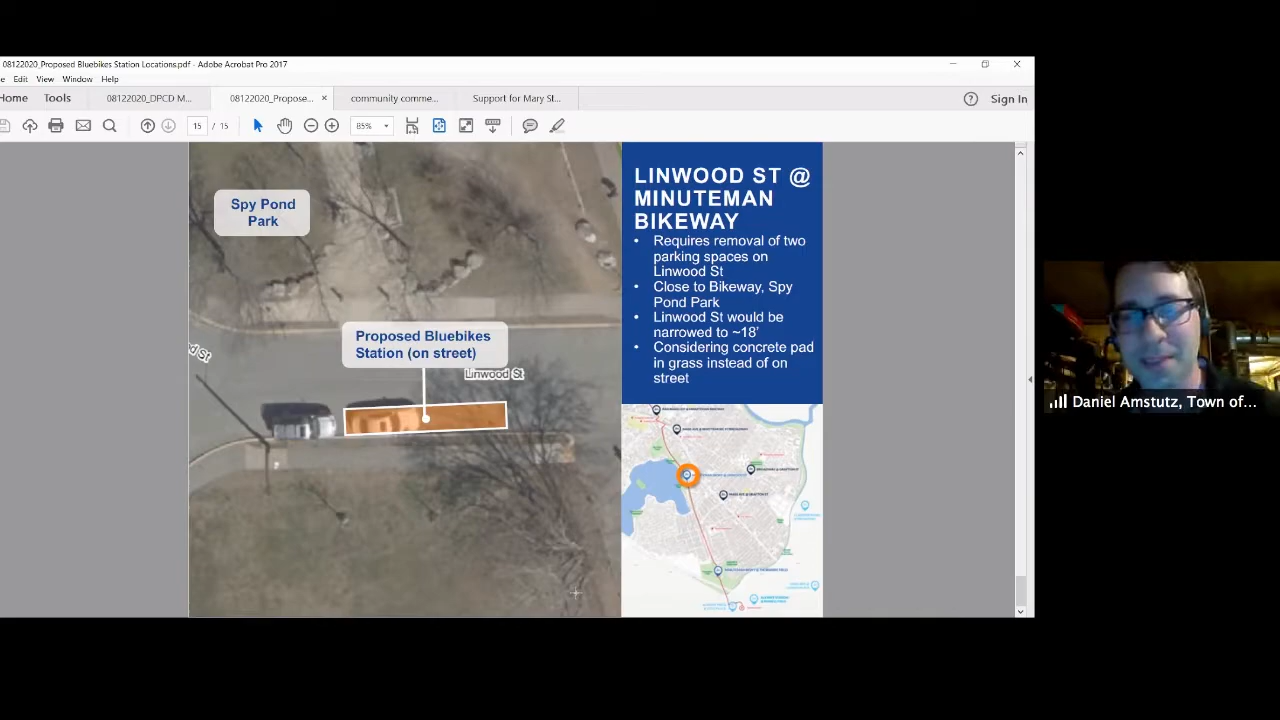 08122020_Proposed Bluebikes Station Locations.pdf - Adobe Acrobat Pro 2017
e Edit View Window Help
Home Tools 08122020_DPCD M... 08122020_Propose... × community comme... Support for Mary St... Sign In
15 / 15 85%
Spy Pond
Park
Proposed Bluebikes
Station (on street)
d St
Linwood St
LINWOOD ST @
MINUTEMAN
BIKEWAY
• Requires removal of two
parking spaces on
Linwood St
• Close to Bikeway, Spy
Pond Park
• Linwood St would be
narrowed to ~18'
• Considering concrete pad
in grass instead of on
street
Daniel Amstutz, Town of...